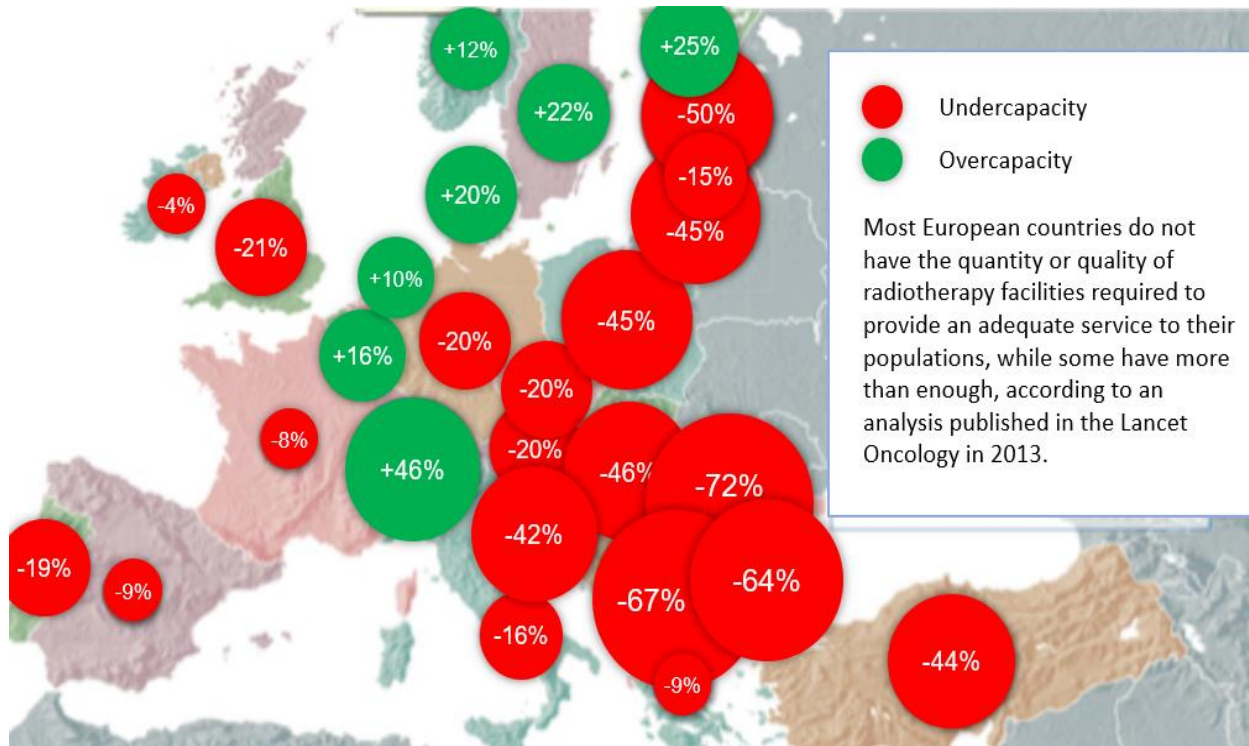 +12%
+25%
+22%
-50%
-15%
-4%
+20%
-45%
-21%
+10%
-45%
+16%
-20%
-20%
-8%
-20%
+46%
-46%
-72%
-42%
-19%
-9%
-67%
-64%
-16%
-9%
-44%
Undercapacity
Overcapacity
Most European countries do not
have the quantity or quality of
radiotherapy facilities required to
provide an adequate service to their
populations, while some have more
than enough, according to an
analysis published in the Lancet
Oncology in 2013.